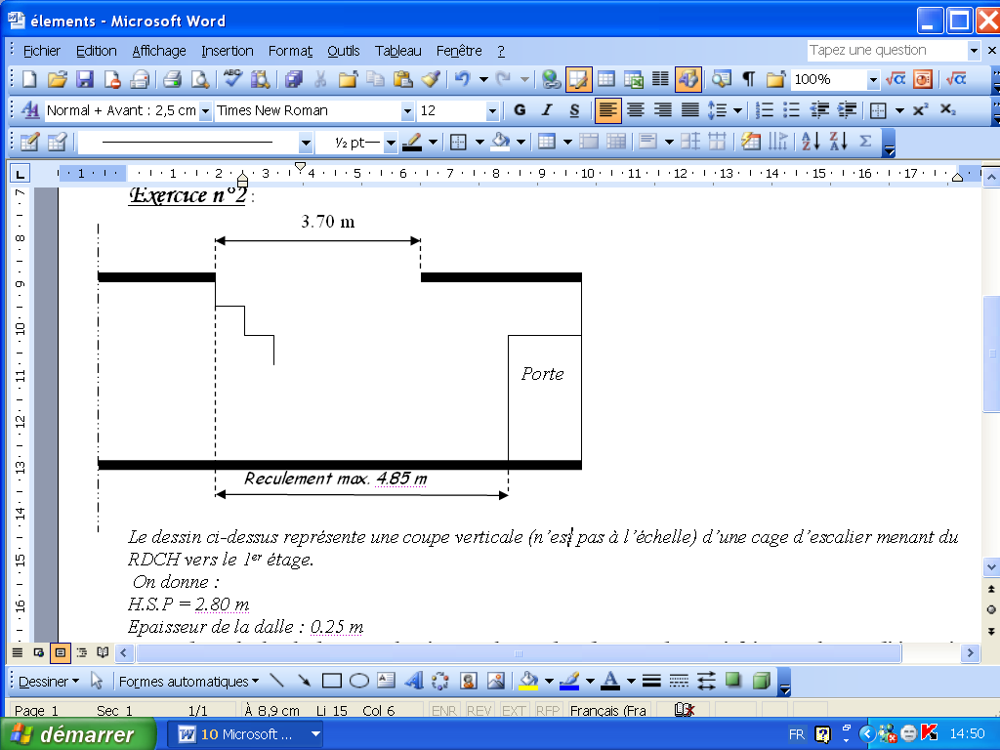 élements - Microsoft Word
Fichier Edition Affichage Insertion Format Outils Tableau Fenêtre ? Tapez une question
100%
Normal + Avant : 2,5 cm Times New Roman 12 G I S
½ pt
1 1 2 3 4 5 6 7 8 9 10 11 12 13 14 15 16 17
7
8
9
10
11
12
13
14
15
16
Exercice n°2 :
3.70 m
Porte
Reculement max. 4.85 m
Le dessin ci-dessus représente une coupe verticale (n’est pas à l’échelle) d’une cage d’escalier menant du
RDCH vers le 1er étage.
On donne :
H.S.P = 2.80 m
Epaisseur de la dalle : 0.25 m
Dessiner Formes automatiques
Page 1 Sec 1 1/1 À 8,9 cm Li 15 Col 6 ENR REV EXT RFP Français (Fra
démarrer 10 Microsoft ... FR 14:50